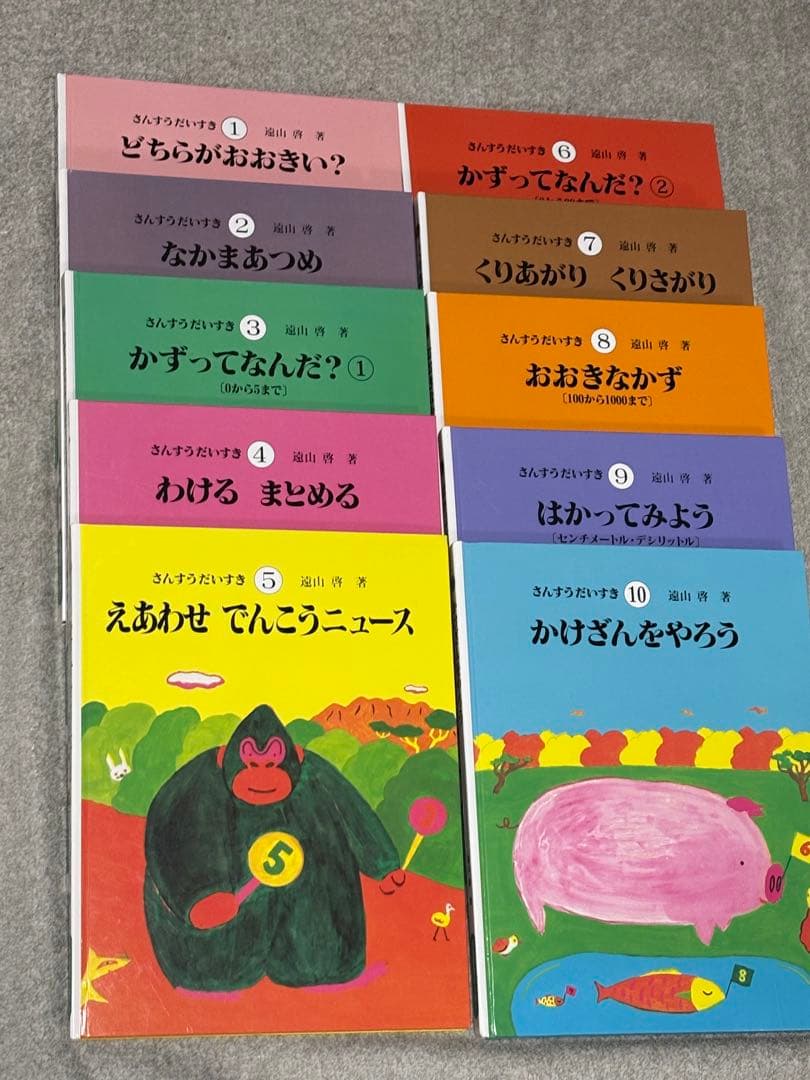 さんすうだいすき 1 遠山 啓 著
どちらがおおきい?
さんすうだいすき 2 遠山 啓 著
なかまあつめ
さんすうだいすき 3 遠山 啓 著
かずってなんだ?①
〔0から5まで〕
さんすうだいすき 4 遠山 啓 著
わける まとめる
さんすうだいすき 5 遠山 啓 著
えあわせ でんこうニュース
5
さんすうだいすき 6 遠山 啓 著
かずってなんだ?②
さんすうだいすき 7 遠山 啓 著
くりあがり くりさがり
さんすうだいすき 8 遠山 啓 著
おおきなかず
〔100から1000まで〕
さんすうだいすき 9 遠山 啓 著
はかってみよう
〔センチメートル・デシリットル〕
さんすうだいすき 10 遠山 啓 著
かけざんをやろう
6
8